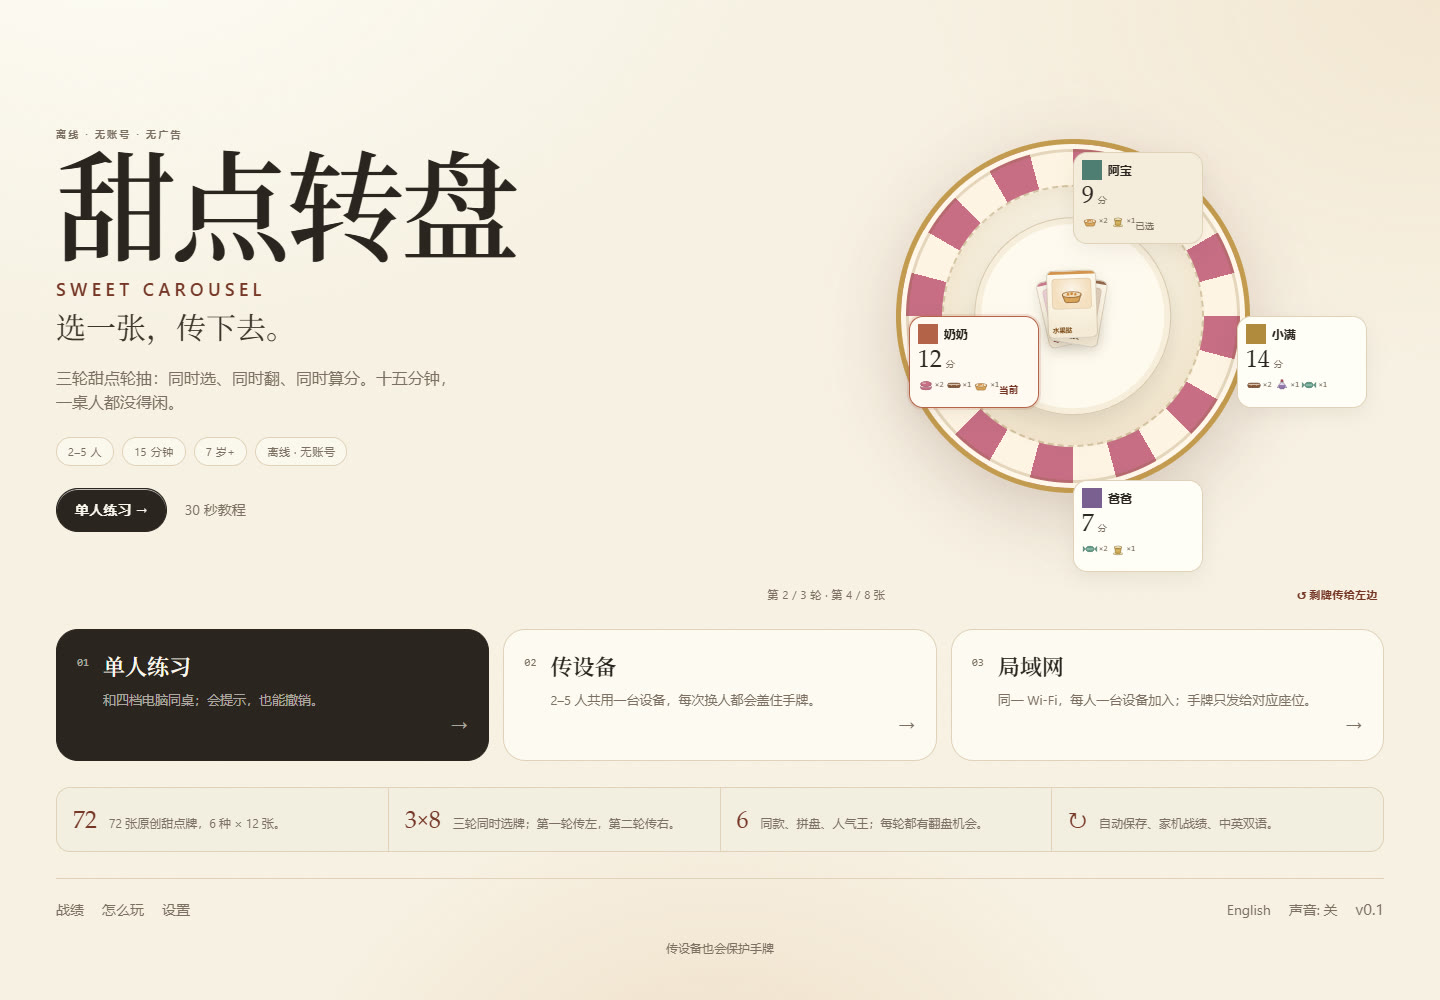 离线 · 无账号 · 无广告
甜点转盘
SWEET CAROUSEL
选一张，传下去。
三轮甜点轮抽：同时选、同时翻、同时算分。十五分钟，
一桌人都没得闲。
2–5 人
15 分钟
7 岁+
离线 · 无账号
单人练习 →
30 秒教程
阿宝
9 分
×2 ×1 已选
水果挞
奶奶
12 分
×2 ×1 ×1 当前
小满
14 分
×2 ×1 ×1
爸爸
7 分
×2 ×1
第 2 / 3 轮 · 第 4 / 8 张
↺ 剩牌传给左边
01 单人练习
和四档电脑同桌；会提示，也能撤销。
→
02 传设备
2–5 人共用一台设备，每次换人都会盖住手牌。
→
03 局域网
同一 Wi-Fi，每人一台设备加入；手牌只发给对应座位。
→
72 72 张原创甜点牌，6 种 × 12 张。
3×8 三轮同时选牌；第一轮传左，第二轮传右。
6 同款、拼盘、人气王；每轮都有翻盘机会。
↻ 自动保存、家机战绩、中英双语。
战绩 怎么玩 设置
English 声音: 关 v0.1
传设备也会保护手牌